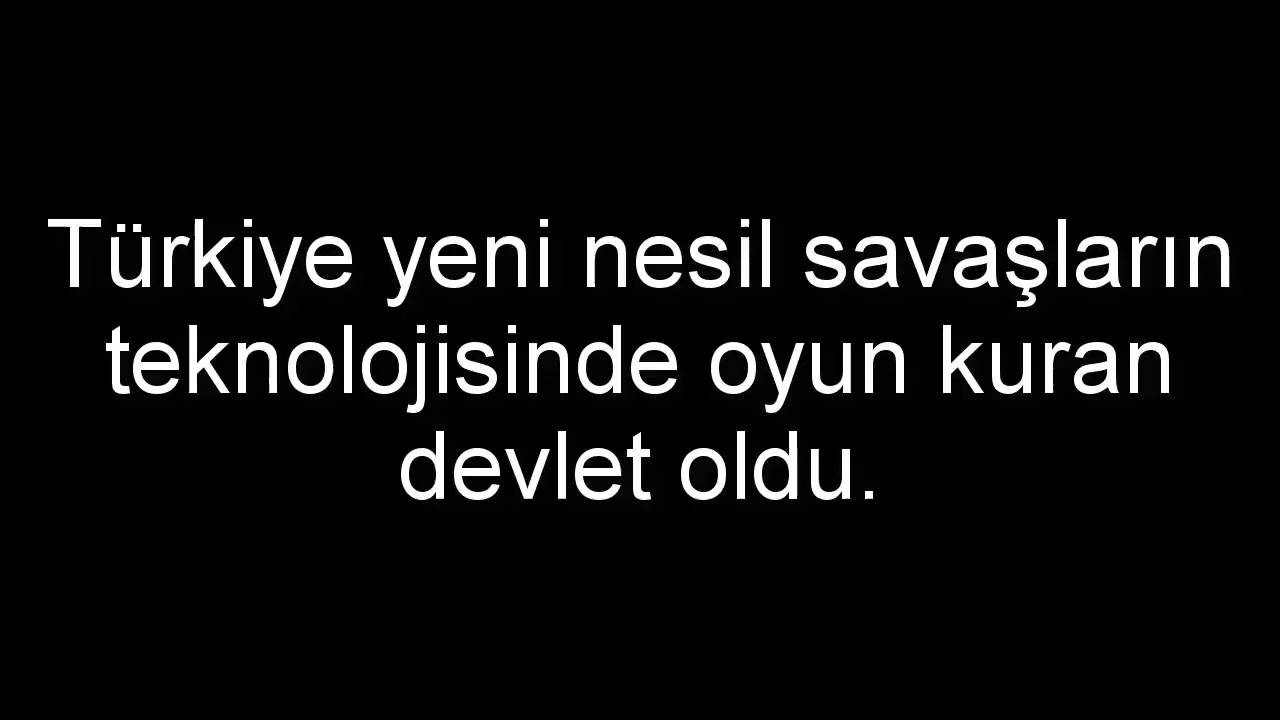 Türkiye yeni nesil savaşların
teknolojisinde oyun kuran
devlet oldu.